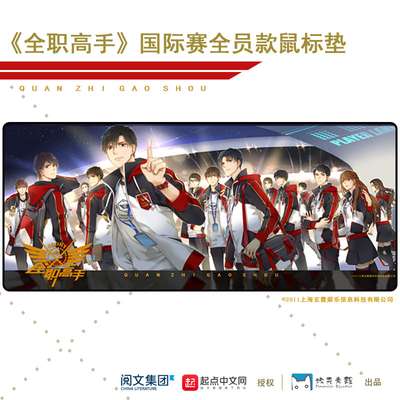 《全职高手》国际赛全员款鼠标垫
QUAN ZHI GAO SHOU
PLAYER
全职高手
QUAN ZHI GAO SHOU
©2011上海玄霆娱乐信息科技有限公司
阅文集团
CHINA LITERATURE
起点中文网
授权
出品